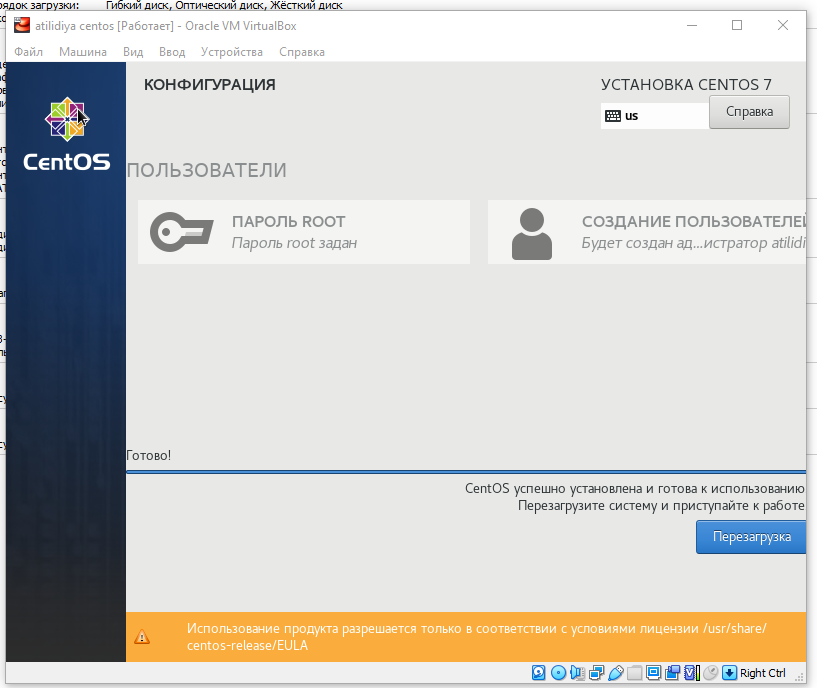 рядок загрузки: Гибкий диск, Оптический диск, Жёсткий диск
atilidiya centos [Работает] - Oracle VM VirtualBox
Файл Машина Вид Ввод Устройства Справка
КОНФИГУРАЦИЯ
УСТАНОВКА CENTOS 7
us
Справка
CentOS
ПОЛЬЗОВАТЕЛИ
ПАРОЛЬ ROOT
Пароль root задан
СОЗДАНИЕ ПОЛЬЗОВАТЕЛЕЙ
Будет создан ад...истратор atilidi
Готово!
CentOS успешно установлена и готова к использованию
Перезагрузите систему и приступайте к работе
Перезагрузка
Использование продукта разрешается только в соответствии с условиями лицензии /usr/share/
centos-release/EULA
Right Ctrl